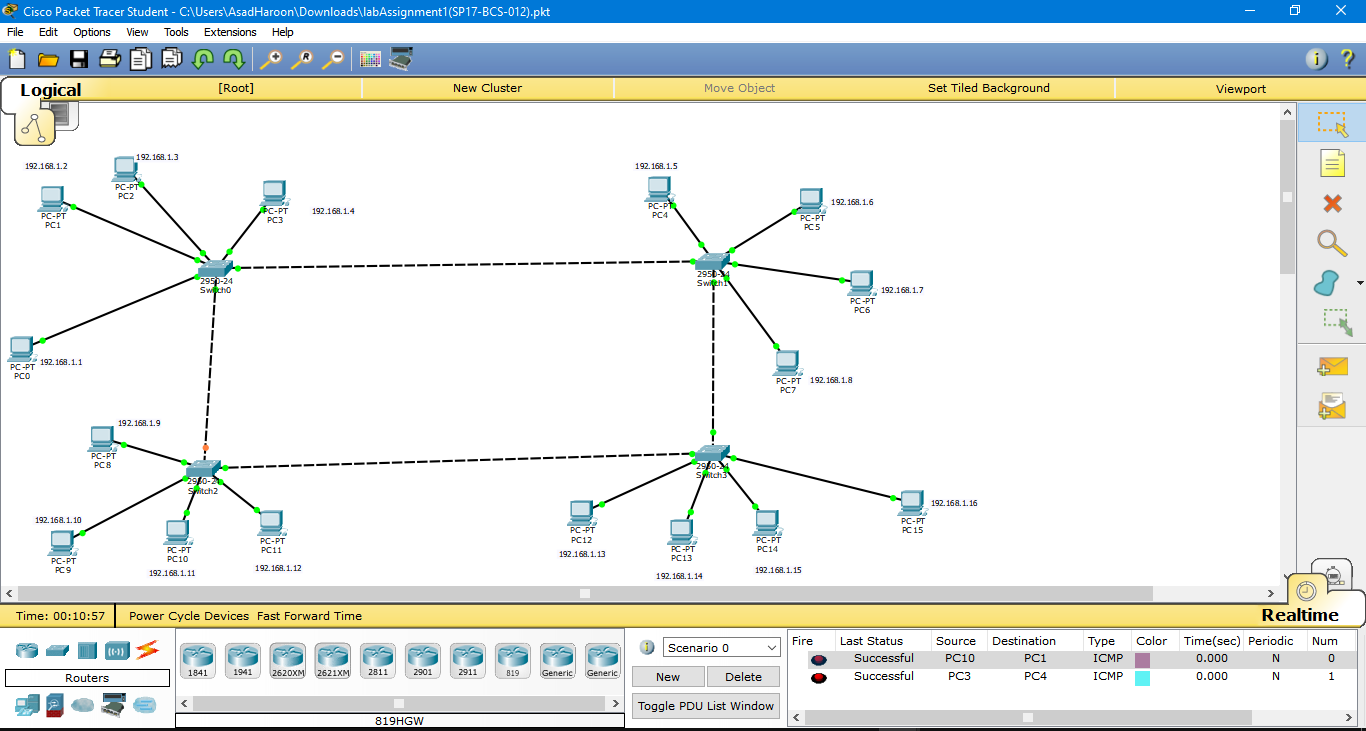 Cisco Packet Tracer Student - C:\Users\AsadHaroon\Downloads\labAssignment1(SP17-BCS-012).pkt
File Edit Options View Tools Extensions Help
Logical [Root] New Cluster Move Object Set Tiled Background Viewport
192.168.1.2
PC-PT
PC1
192.168.1.3
PC-PT
PC2
PC-PT
PC3
192.168.1.4
2950-24
Switch0
PC-PT
PC0
192.168.1.1
192.168.1.5
PC-PT
PC4
PC-PT
PC5
192.168.1.6
2950-24
Switch1
PC-PT
PC6
192.168.1.7
PC-PT
PC7
192.168.1.8
192.168.1.9
PC-PT
PC8
2950-24
Switch2
192.168.1.10
PC-PT
PC9
PC-PT
PC10
192.168.1.11
PC-PT
PC11
192.168.1.12
2950-24
Switch3
PC-PT
PC12
192.168.1.13
PC-PT
PC13
192.168.1.14
PC-PT
PC14
192.168.1.15
PC-PT
PC15
192.168.1.16
Time: 00:10:57 Power Cycle Devices Fast Forward Time
Realtime
Routers
1841 1941 2620XM 2621XM 2811 2901 2911 819 Generic Generic
819HGW
Scenario 0
New Delete
Toggle PDU List Window
Fire Last Status Source Destination Type Color Time(sec) Periodic Num
Successful PC10 PC1 ICMP 0.000 N 0
Successful PC3 PC4 ICMP 0.000 N 1